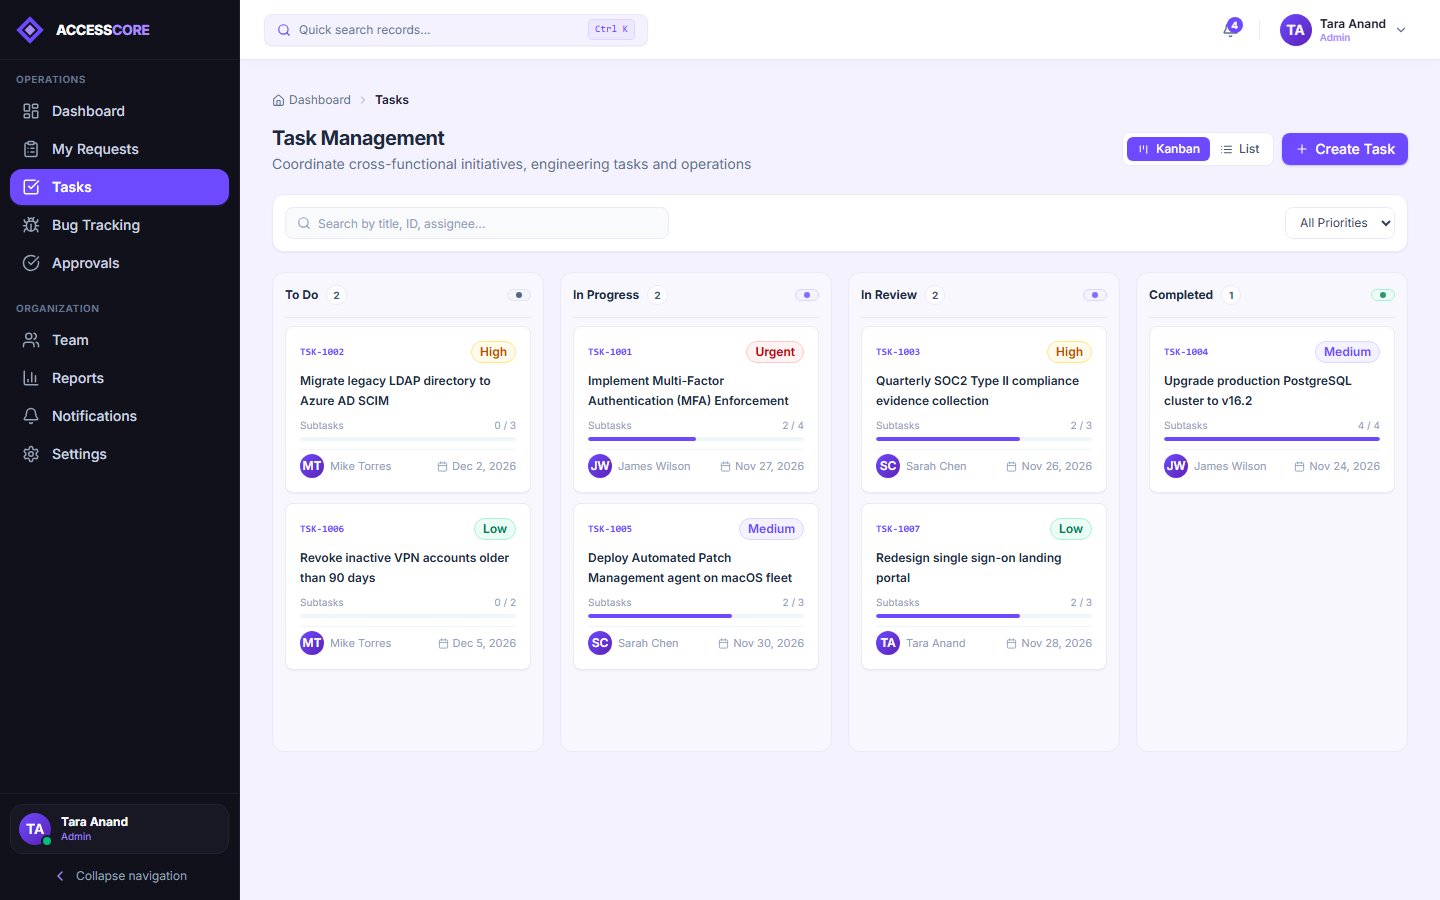 ACCESSCORE
OPERATIONS
Dashboard
My Requests
Tasks
Bug Tracking
Approvals
ORGANIZATION
Team
Reports
Notifications
Settings
TA
Tara Anand
Admin
Collapse navigation
Quick search records...
Ctrl K
4
TA
Tara Anand
Admin
Dashboard
Tasks
Task Management
Coordinate cross-functional initiatives, engineering tasks and operations
Kanban
List
Create Task
Search by title, ID, assignee...
All Priorities
To Do 2
TSK-1002
High
Migrate legacy LDAP directory to
Azure AD SCIM
Subtasks 0 / 3
MT Mike Torres Dec 2, 2026
TSK-1006
Low
Revoke inactive VPN accounts older
than 90 days
Subtasks 0 / 2
MT Mike Torres Dec 5, 2026
In Progress 2
TSK-1001
Urgent
Implement Multi-Factor
Authentication (MFA) Enforcement
Subtasks 2 / 4
JW James Wilson Nov 27, 2026
TSK-1005
Medium
Deploy Automated Patch
Management agent on macOS fleet
Subtasks 2 / 3
SC Sarah Chen Nov 30, 2026
In Review 2
TSK-1003
High
Quarterly SOC2 Type II compliance
evidence collection
Subtasks 2 / 3
SC Sarah Chen Nov 26, 2026
TSK-1007
Low
Redesign single sign-on landing
portal
Subtasks 2 / 3
TA Tara Anand Nov 28, 2026
Completed 1
TSK-1004
Medium
Upgrade production PostgreSQL
cluster to v16.2
Subtasks 4 / 4
JW James Wilson Nov 24, 2026